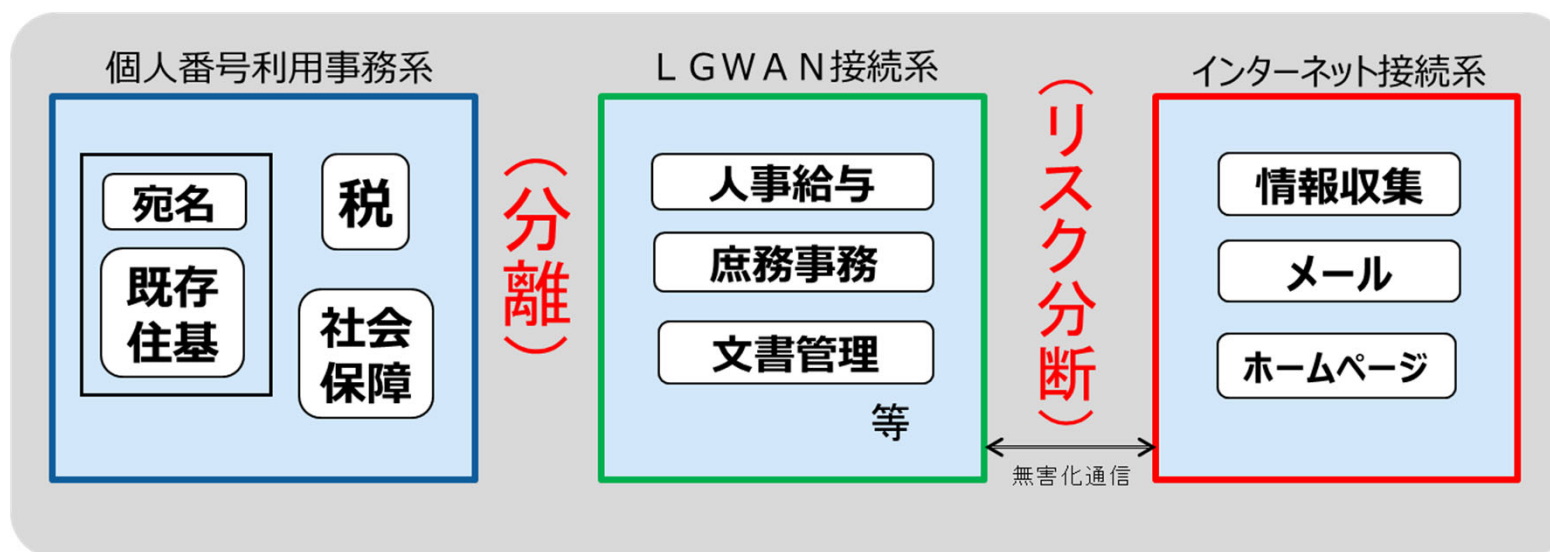 個人番号利用事務系
宛名
既存
住基
税
社会
保障
(分離)
LGWAN接続系
人事給与
庶務事務
文書管理
等
(リスク分断)
無害化通信
インターネット接続系
情報収集
メール
ホームページ